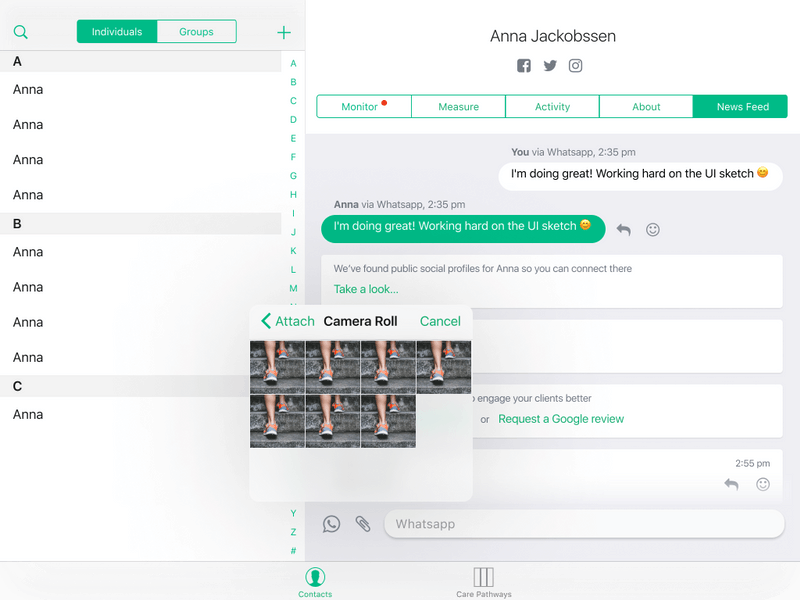 Individuals
Groups
A
Anna
Anna
Anna
Anna
B
Anna
Anna
Anna
Anna
C
Anna
A
B
C
D
E
F
G
H
I
J
K
L
M
Y
Z
#
Anna Jackobssen
Monitor
Measure
Activity
About
News Feed
You via Whatsapp, 2:35 pm
I'm doing great! Working hard on the UI sketch 😊
Anna via Whatsapp, 2:35 pm
I'm doing great! Working hard on the UI sketch 😊
We've found public social profiles for Anna so you can connect there
Take a look...
Attach
Camera Roll
Cancel
engage your clients better
or Request a Google review
2:55 pm
Whatsapp
Contacts
Care Pathways